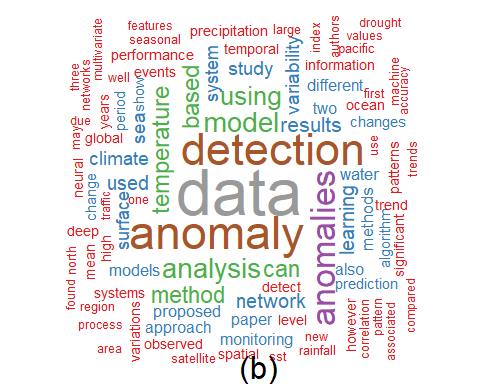 features
seasonal
multivariate
precipitation
large
index
authors
drought
values
pacific
three
networks
well
performance
events
temporal
information
system
variability
study
different
first
machine
accuracy
period
shows
based
using
ocean
may
due
years
sea
model
two
results
changes
global
temperature
detection
use
climate
neural
change
used
data
water
patterns
trends
traffic
one
surface
anomalies
learning
methods
trend
deep
mean
high
anomaly
algorithm
significant
found
north
models
analysis
can
also
prediction
systems
method
detect
region
variations
proposed
network
process
approach
paper
level
monitoring
new
however
correlation
pattern
associated
compared
area
observed
satellite
spatial
sst
rainfall
(b)